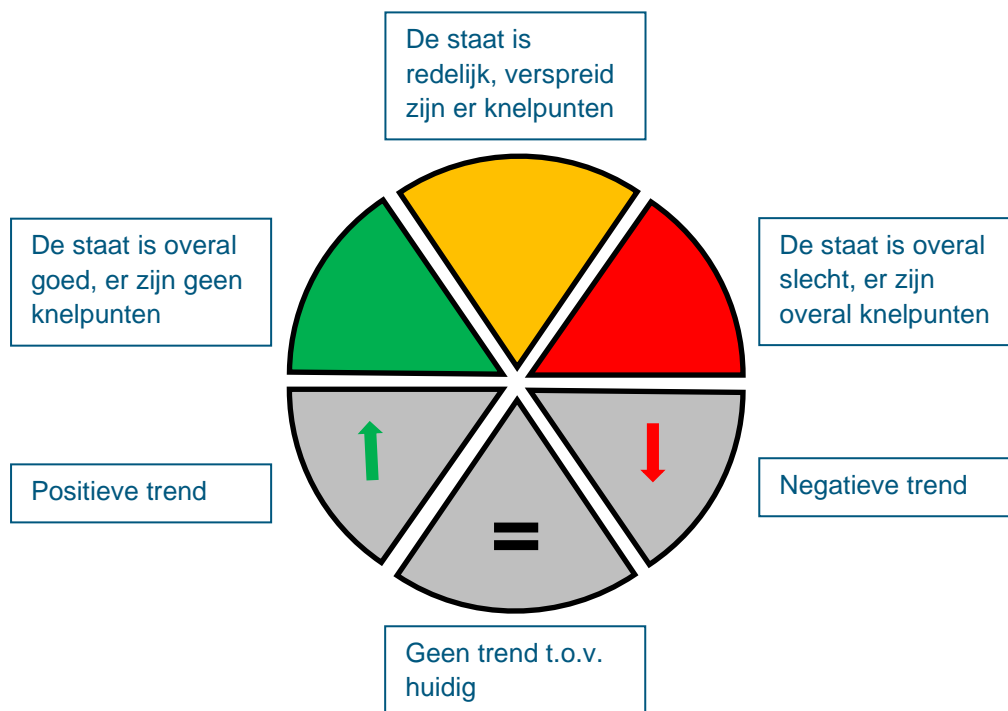 De staat is
redelijk, verspreid
zijn er knelpunten
De staat is overal
goed, er zijn geen
knelpunten
De staat is overal
slecht, er zijn
overal knelpunten
Positieve trend
=
Negatieve trend
Geen trend t.o.v.
huidig